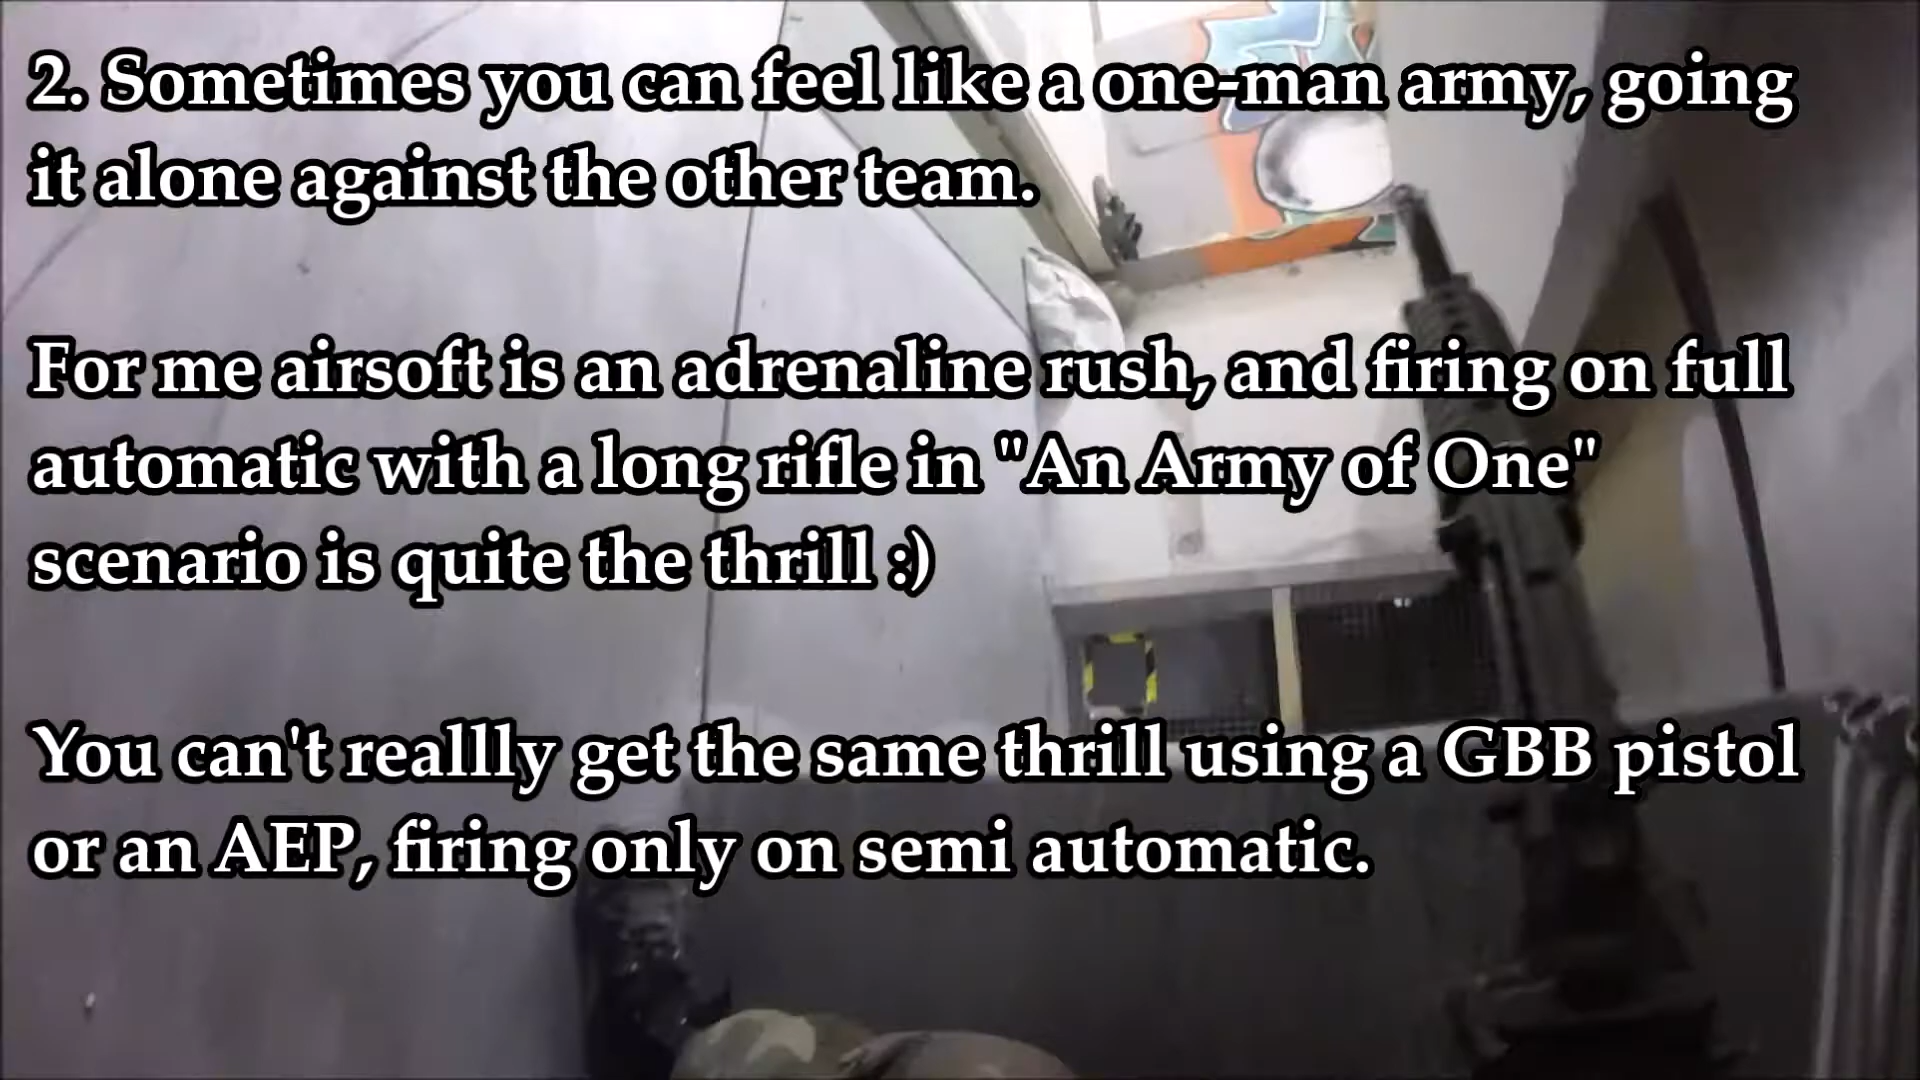 2. Sometimes you can feel like a one-man army, going
it alone against the other team.
For me airsoft is an adrenaline rush, and firing on full
automatic with a long rifle in "An Army of One"
scenario is quite the thrill :)
You can't reallly get the same thrill using a GBB pistol
or an AEP, firing only on semi automatic.